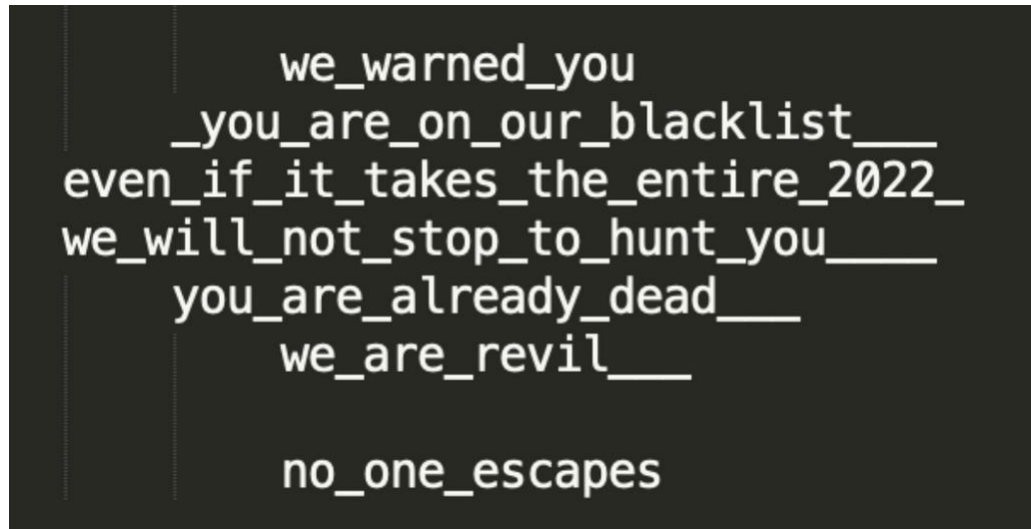 we_warned_you
_you_are_on_our_blacklist___
even_if_it_takes_the_entire_2022_
we_will_not_stop_to_hunt_you____
you_are_already_dead___
we_are_revil___
no_one_escapes